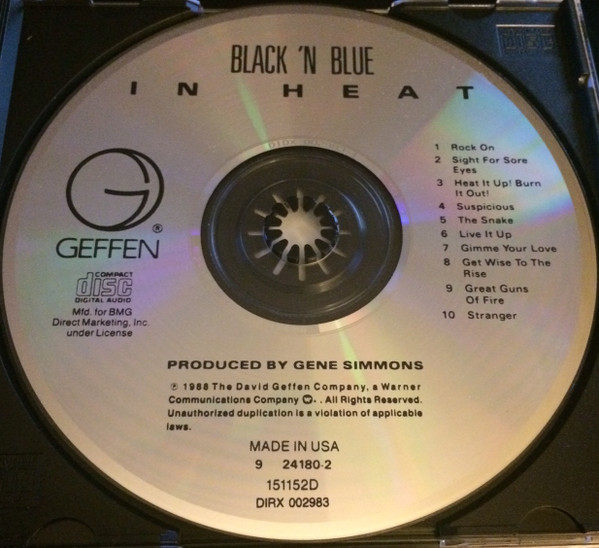 BLACK 'N BLUE
IN HEAT
1 Rock On
2 Sight For Sore
Eyes
3 Heat It Up! Burn
It Out!
4 Suspicious
5 The Snake
6 Live It Up
7 Gimme Your Love
8 Get Wise To The
Rise
9 Great Guns
Of Fire
10 Stranger
G
®
GEFFEN
COMPACT
disc
DIGITAL AUDIO
Mfd. for BMG
Direct Marketing, Inc.
under License
PRODUCED BY GENE SIMMONS
℗ 1988 The David Geffen Company, a Warner
Communications Company W. . All Rights Reserved.
Unauthorized duplication is a violation of applicable
laws.
MADE IN USA
9 24180-2
151152D
DIRX 002983
disc